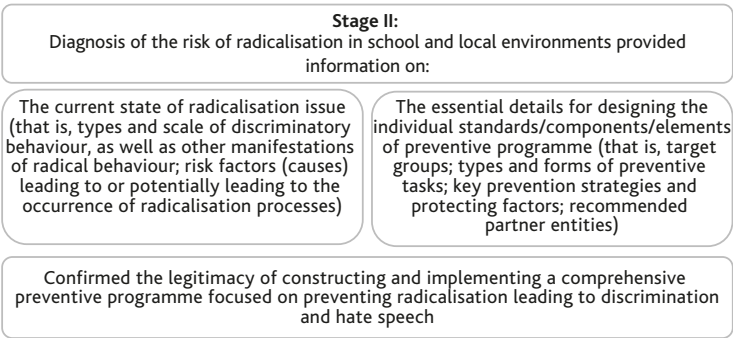 Stage II:
Diagnosis of the risk of radicalisation in school and local environments provided
information on:
The current state of radicalisation issue
(that is, types and scale of discriminatory
behaviour, as well as other manifestations
of radical behaviour; risk factors (causes)
leading to or potentially leading to the
occurrence of radicalisation processes)
The essential details for designing the
individual standards/components/elements
of preventive programme (that is, target
groups; types and forms of preventive
tasks; key prevention strategies and
protecting factors; recommended
partner entities)
Confirmed the legitimacy of constructing and implementing a comprehensive
preventive programme focused on preventing radicalisation leading to discrimination
and hate speech